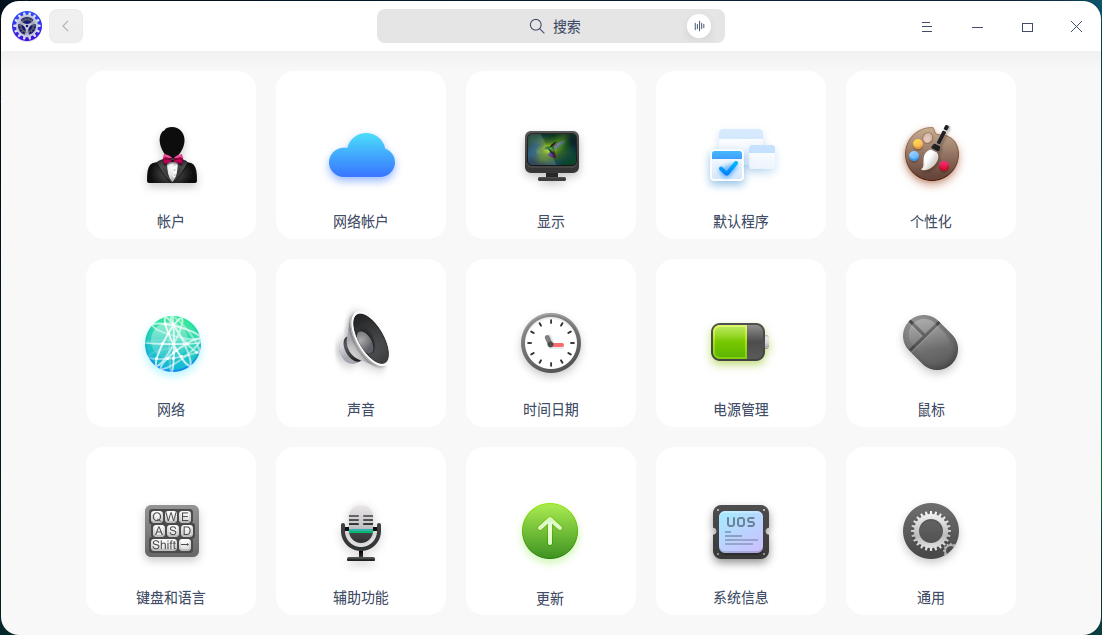 搜索
帐户
网络帐户
显示
默认程序
个性化
网络
声音
时间日期
电源管理
鼠标
QWE
ASD
Shift→
键盘和语言
辅助功能
更新
UOS
系统信息
通用